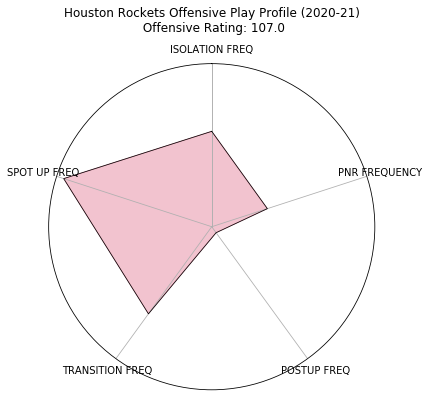 Houston Rockets Offensive Play Profile (2020-21)
Offensive Rating: 107.0
ISOLATION FREQ
SPOT UP FREQ
PNR FREQUENCY
TRANSITION FREQ
POSTUP FREQ